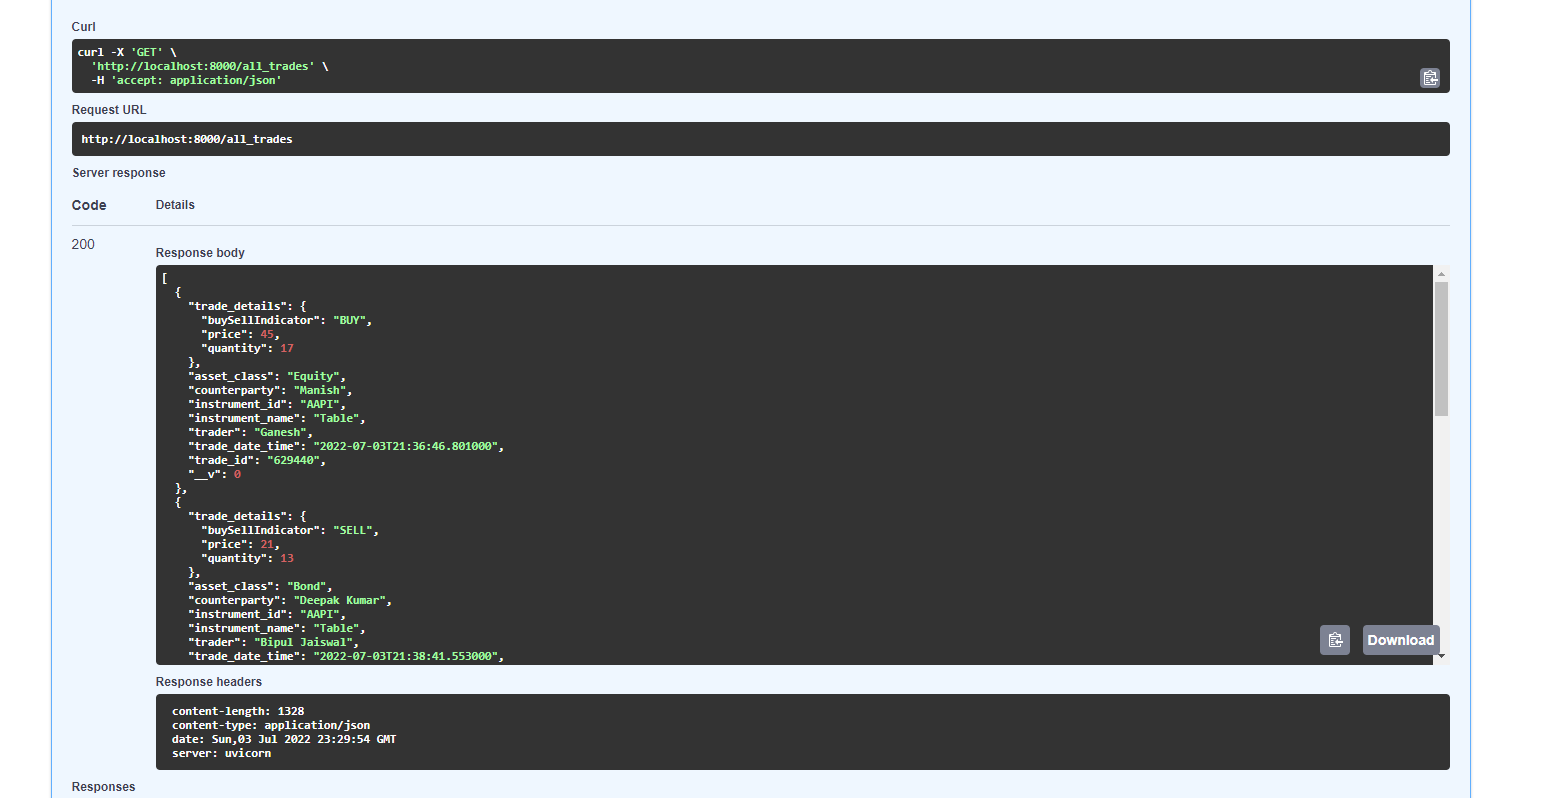 Curl
curl -X 'GET' \
  'http://localhost:8000/all_trades' \
  -H 'accept: application/json'
Request URL
http://localhost:8000/all_trades
Server response
Code Details
200
Response body
[
  {
    "trade_details": {
      "buySellIndicator": "BUY",
      "price": 45,
      "quantity": 17
    },
    "asset_class": "Equity",
    "counterparty": "Manish",
    "instrument_id": "AAPI",
    "instrument_name": "Table",
    "trader": "Ganesh",
    "trade_date_time": "2022-07-03T21:36:46.801000",
    "trade_id": "629440",
    "__v": 0
  },
  {
    "trade_details": {
      "buySellIndicator": "SELL",
      "price": 21,
      "quantity": 13
    },
    "asset_class": "Bond",
    "counterparty": "Deepak Kumar",
    "instrument_id": "AAPI",
    "instrument_name": "Table",
    "trader": "Bipul Jaiswal",
    "trade_date_time": "2022-07-03T21:38:41.553000",
Download
Response headers
content-length: 1328
content-type: application/json
date: Sun,03 Jul 2022 23:29:54 GMT
server: uvicorn
Responses